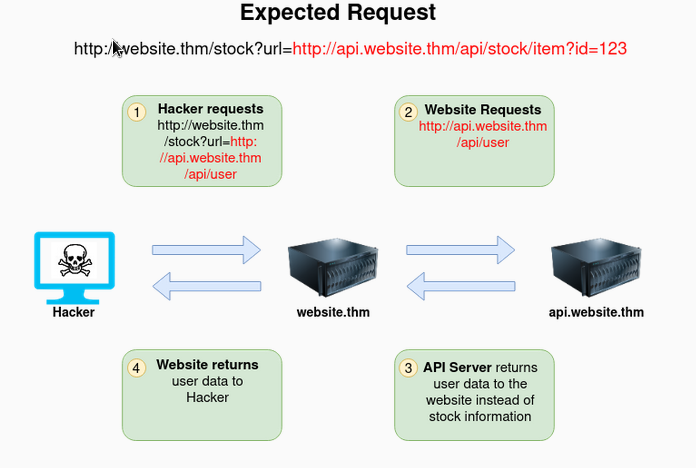 Expected Request
http://website.thm/stock?url=http://api.website.thm/api/stock/item?id=123
1
Hacker requests
http://website.thm
/stock?url=http:
//api.website.thm
/api/user
2
Website Requests
http://api.website.thm
/api/user
Hacker
website.thm
api.website.thm
4
Website returns
user data to
Hacker
3
API Server returns
user data to the
website instead of
stock information